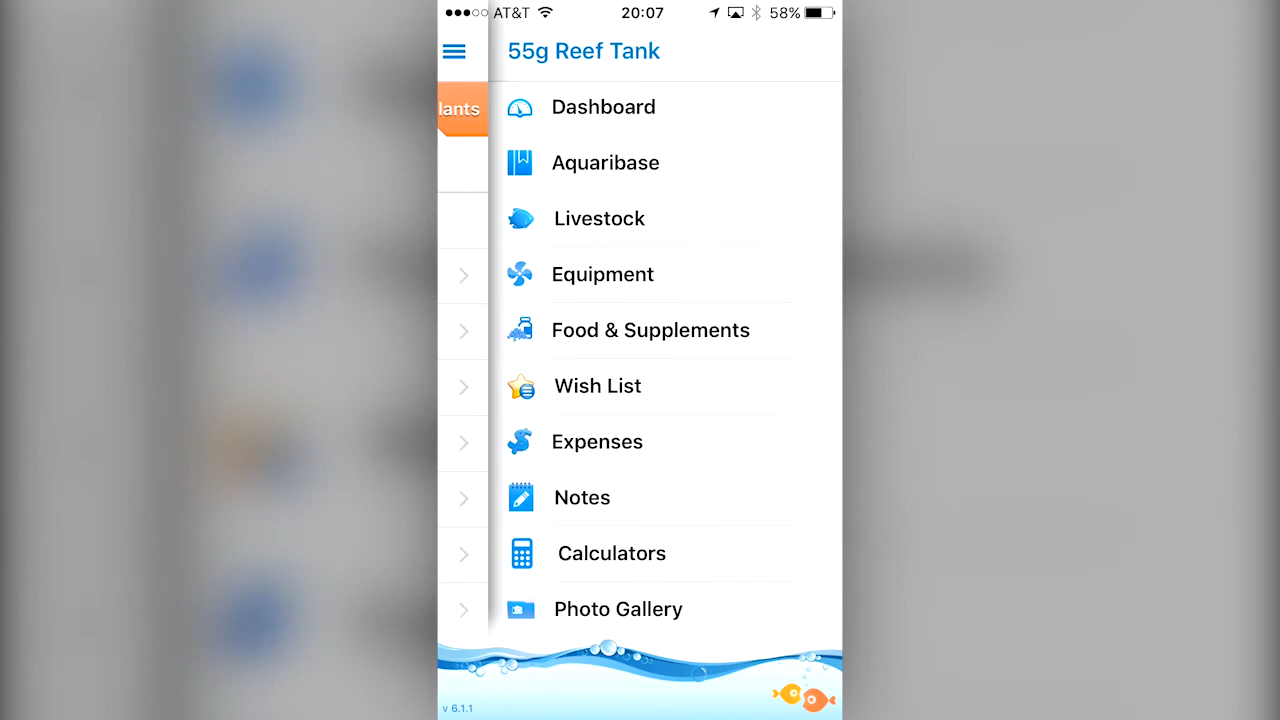 AT&T 20:07 58%
55g Reef Tank
lants
Dashboard
Aquaribase
Livestock
Equipment
Food & Supplements
Wish List
Expenses
Notes
Calculators
Photo Gallery
v 6.1.1